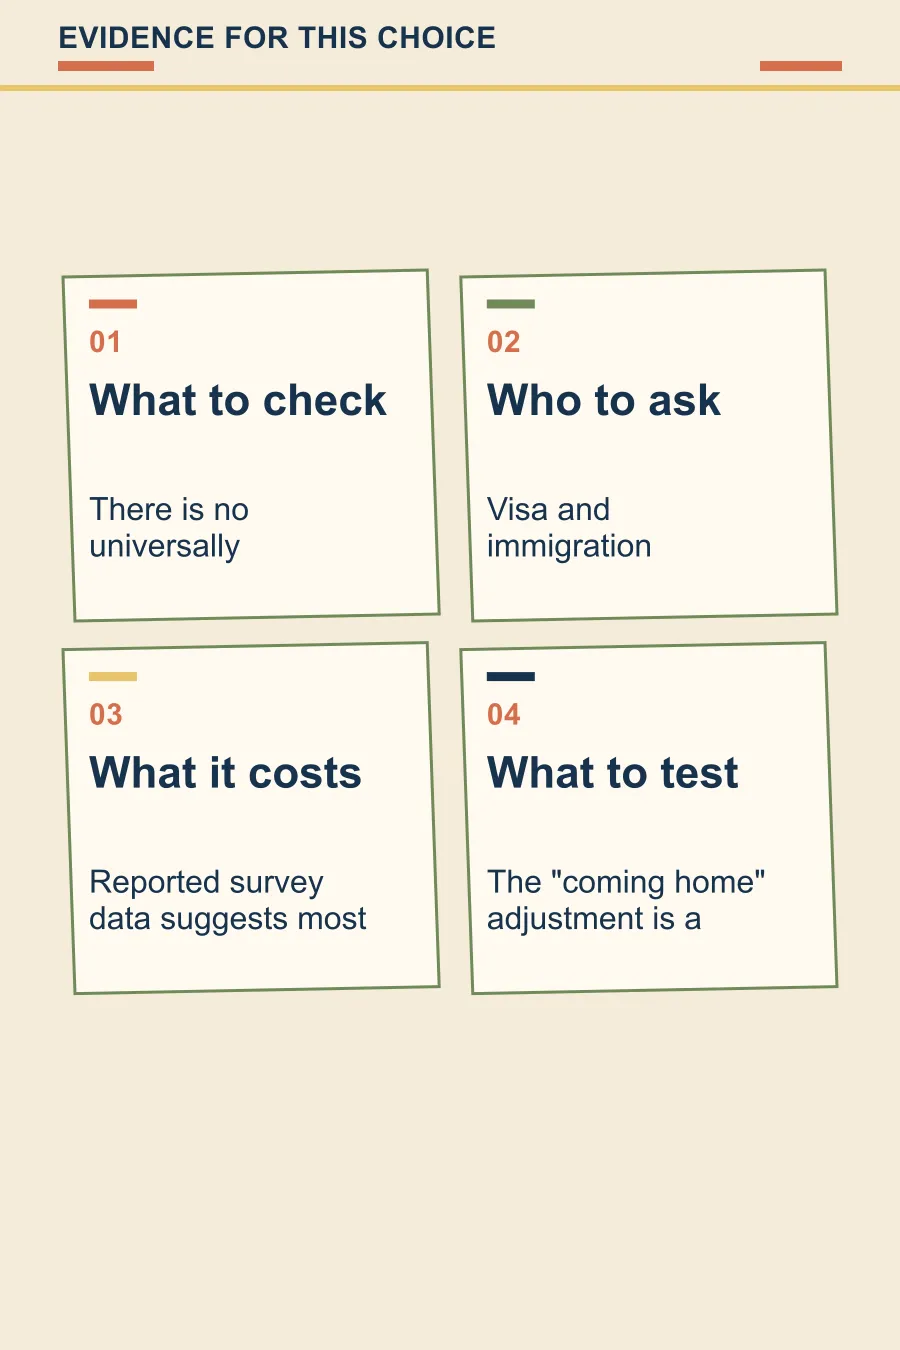 EVIDENCE FOR THIS CHOICE
01
What to check
There is no
universally
02
Who to ask
Visa and
immigration
03
What it costs
Reported survey
data suggests most
04
What to test
The "coming home"
adjustment is a